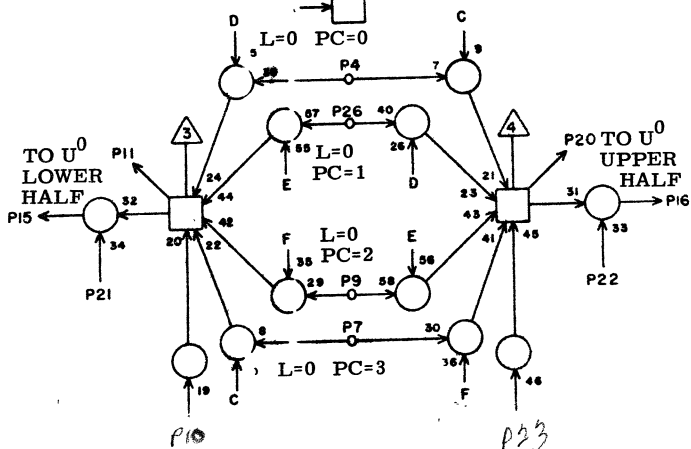 D
C
L=0 PC=0
5
9
P4
7
3
57
P26
40
4
P20 TO U0
UPPER
HALF
P11
TO U0
LOWER
HALF
55
L=0
PC=1
26
E
D
24
44
21
23
P15
32
42
43
31
P16
34
20
22
F
L=0
PC=2
E
41
45
33
35
56
P21
29
P9
58
P22
8
P7
30
L=0 PC=3
36
19
C
F
46
P10
P23